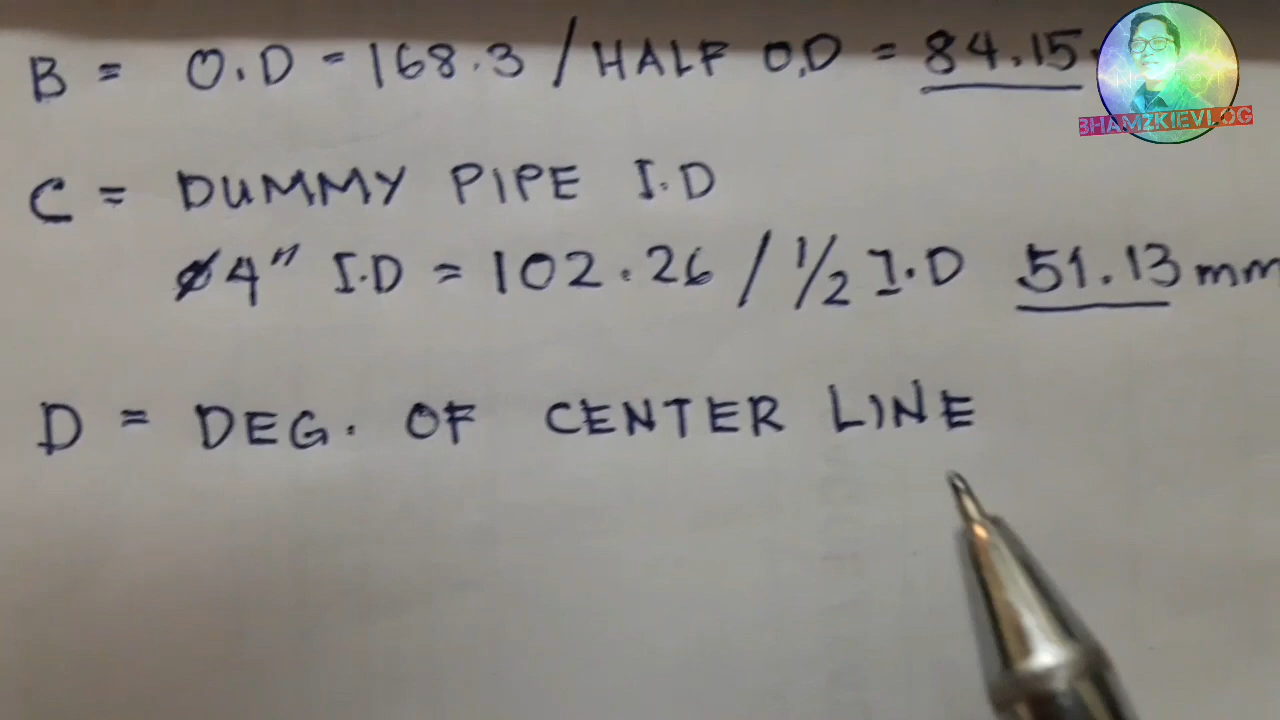 B = O.D - 168.3 / HALF O.D = 84.15
BHAMZKIEVLOG
C = DUMMY PIPE I.D
ø4" I.D = 102.26 / 1/2 I.D 51.13 mm
D = DEG. OF CENTER LINE